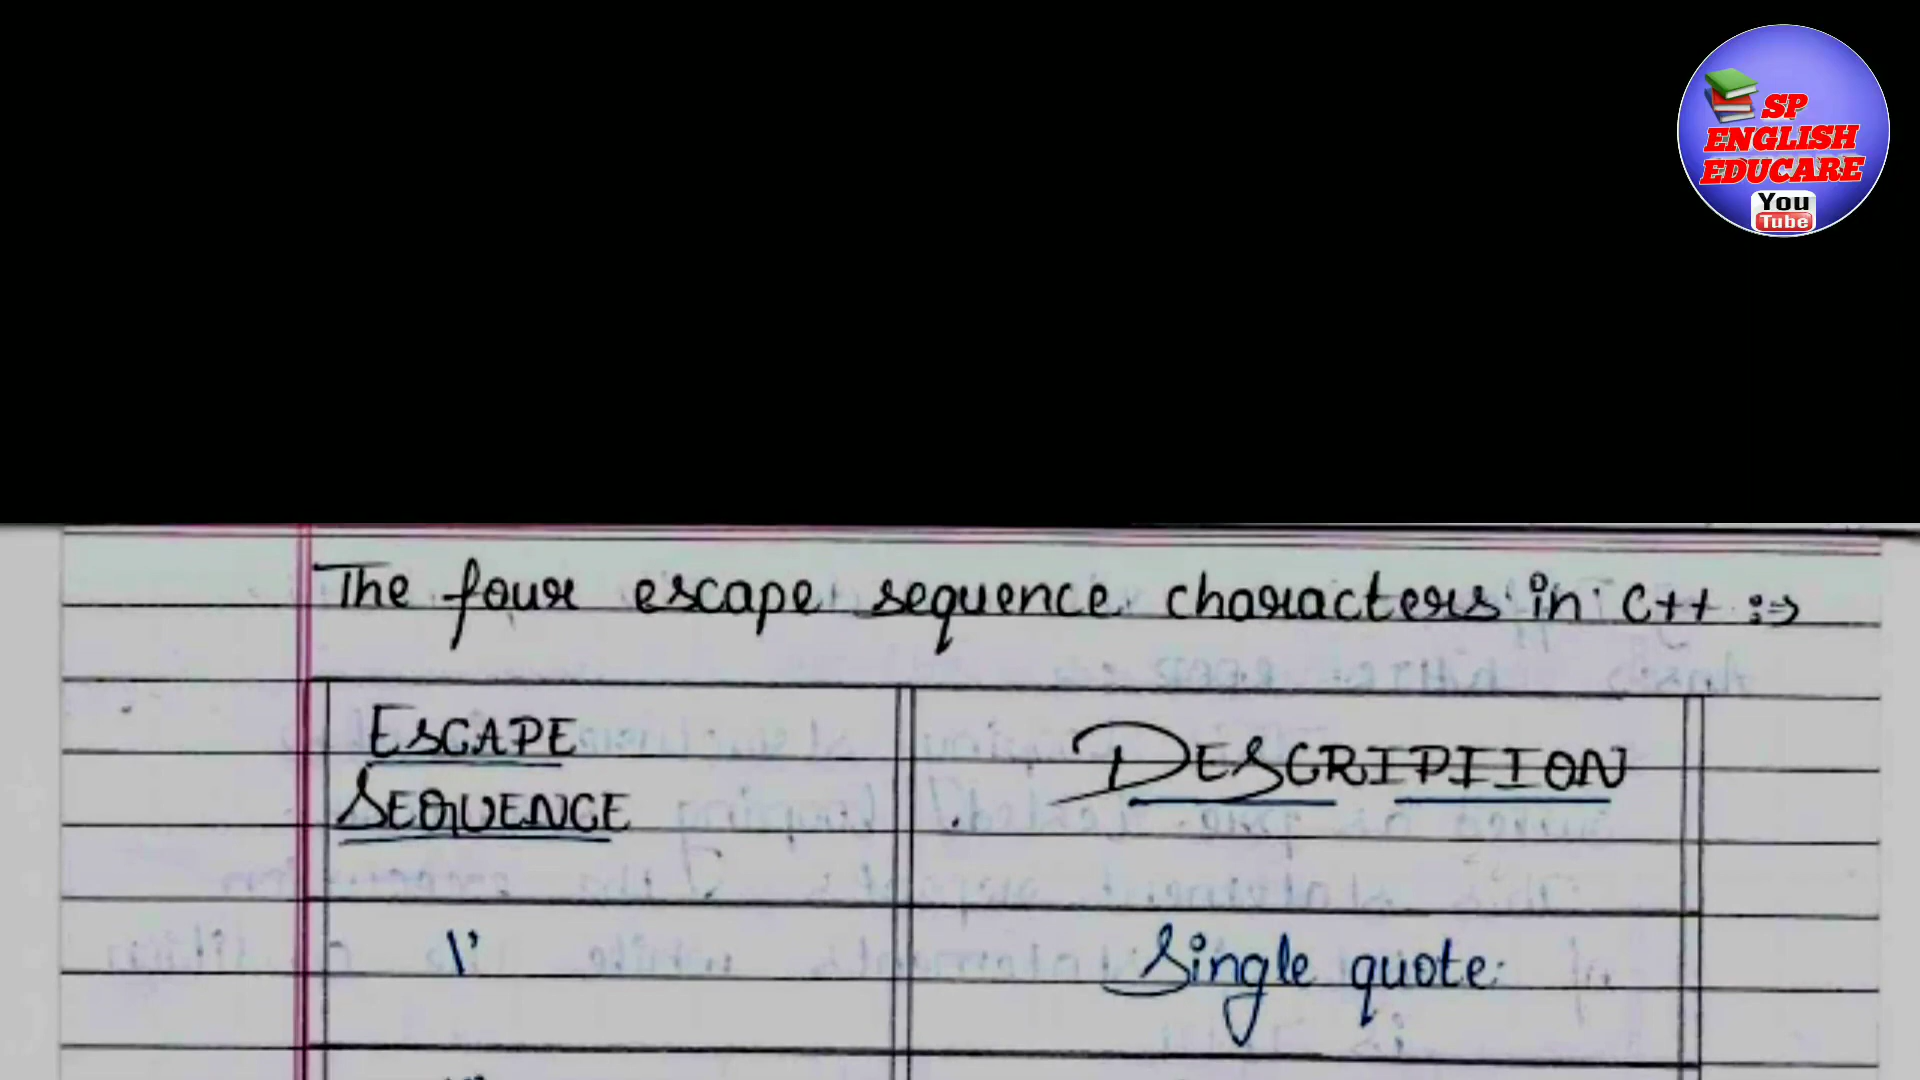 SP
ENGLISH
EDUCARE
You
Tube
The four escape sequence characters in C++ :⇒
ESCAPE
SEQUENCE
DESCRIPTION
\'
Single quote.